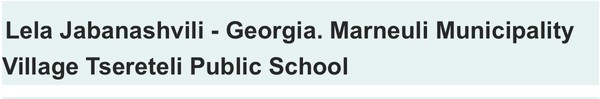 Lela Jabanashvili - Georgia. Marneuli Municipality
Village Tsereteli Public School